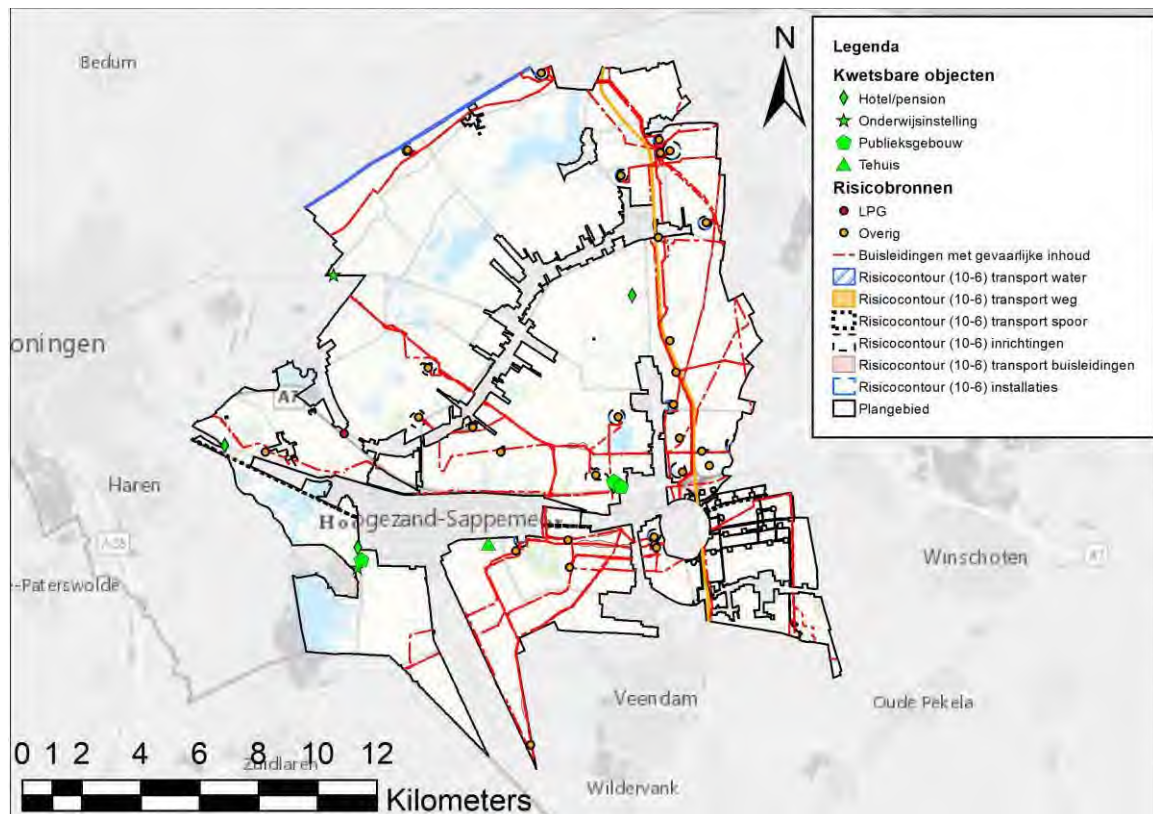 Bedum
N
oningen
A7
Haren
A28
e-Paterswolde
Hoogezand-Sappemeer
Winschoten
A7
Veendam
Oude Pekela
Zuidlaren
Wildervank
0 1 2 4 6 8 10 12
Kilometers
Legenda
Kwetsbare objecten
Hotel/pension
Onderwijsinstelling
Publieksgebouw
Tehuis
Risicobronnen
LPG
Overig
Buisleidingen met gevaarlijke inhoud
Risicocontour (10-6) transport water
Risicocontour (10-6) transport weg
Risicocontour (10-6) transport spoor
Risicocontour (10-6) inrichtingen
Risicocontour (10-6) transport buisleidingen
Risicocontour (10-6) installaties
Plangebied